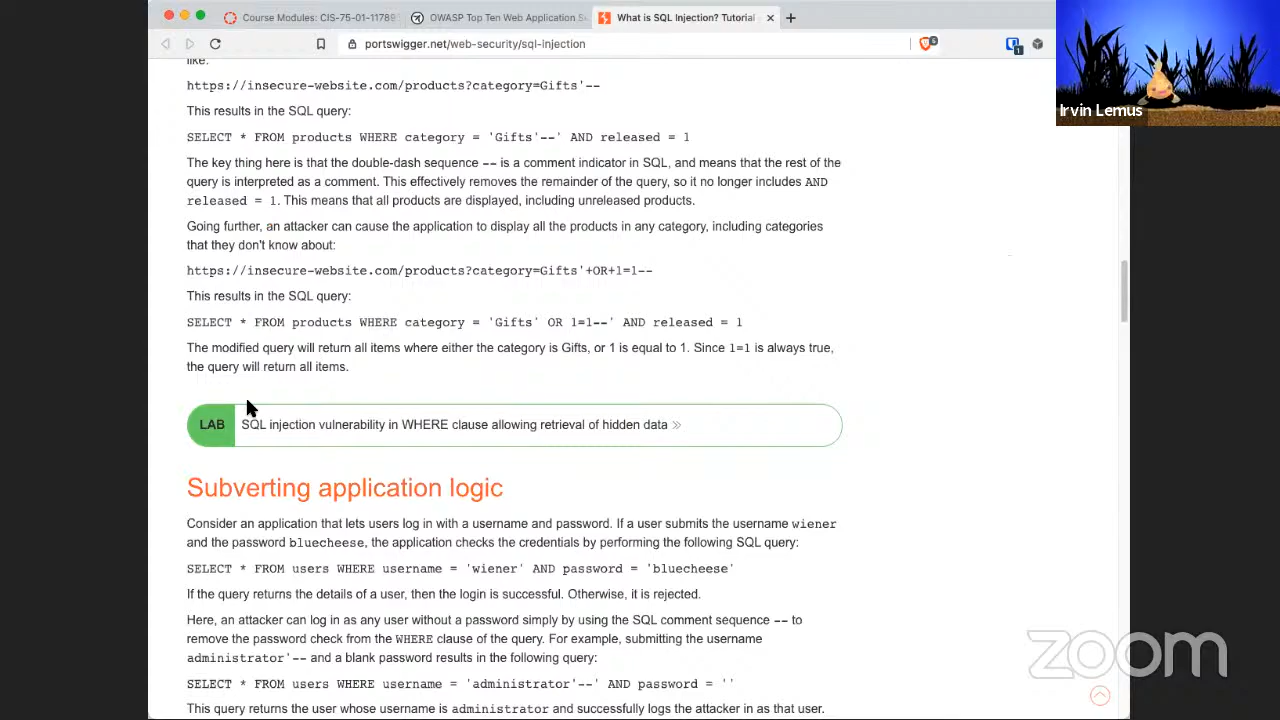 Course Modules: CIS-75-01-11789
OWASP Top Ten Web Application S
What is SQL Injection? Tutorial
portswigger.net/web-security/sql-injection
Irvin Lemus
like:
https://insecure-website.com/products?category=Gifts'--
This results in the SQL query:
SELECT * FROM products WHERE category = 'Gifts'--' AND released = 1
The key thing here is that the double-dash sequence -- is a comment indicator in SQL, and means that the rest of the
query is interpreted as a comment. This effectively removes the remainder of the query, so it no longer includes AND
released = 1. This means that all products are displayed, including unreleased products.
Going further, an attacker can cause the application to display all the products in any category, including categories
that they don't know about:
https://insecure-website.com/products?category=Gifts'+OR+1=1--
This results in the SQL query:
SELECT * FROM products WHERE category = 'Gifts' OR 1=1--' AND released = 1
The modified query will return all items where either the category is Gifts, or 1 is equal to 1. Since 1=1 is always true,
the query will return all items.
LAB SQL injection vulnerability in WHERE clause allowing retrieval of hidden data »
Subverting application logic
Consider an application that lets users log in with a username and password. If a user submits the username wiener
and the password bluecheese, the application checks the credentials by performing the following SQL query:
SELECT * FROM users WHERE username = 'wiener' AND password = 'bluecheese'
If the query returns the details of a user, then the login is successful. Otherwise, it is rejected.
Here, an attacker can log in as any user without a password simply by using the SQL comment sequence -- to
remove the password check from the WHERE clause of the query. For example, submitting the username
administrator'-- and a blank password results in the following query:
SELECT * FROM users WHERE username = 'administrator'--' AND password = ''
This query returns the user whose username is administrator and successfully logs the attacker in as that user.
zoom